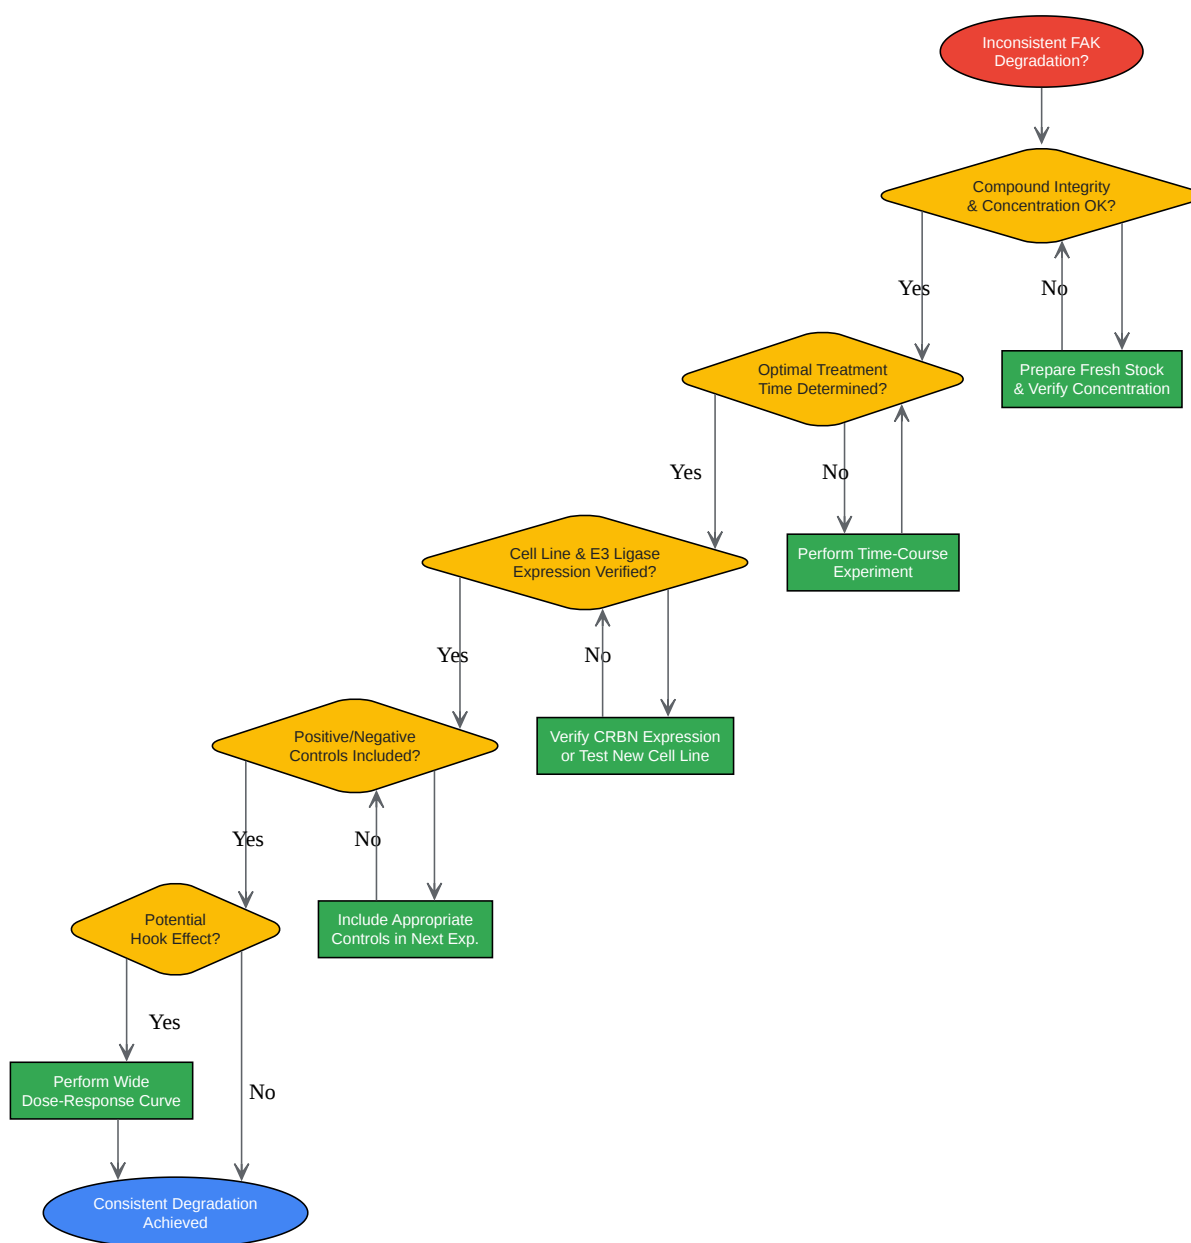 Inconsistent FAK
Degradation?
Compound Integrity
& Concentration OK?
Yes
No
Optimal Treatment
Time Determined?
Prepare Fresh Stock
& Verify Concentration
Yes
No
Cell Line & E3 Ligase
Expression Verified?
Perform Time-Course
Experiment
Yes
No
Positive/Negative
Controls Included?
Verify CRBN Expression
or Test New Cell Line
Yes
No
Potential
Hook Effect?
Include Appropriate
Controls in Next Exp.
Yes
Perform Wide
Dose-Response Curve
No
Consistent Degradation
Achieved